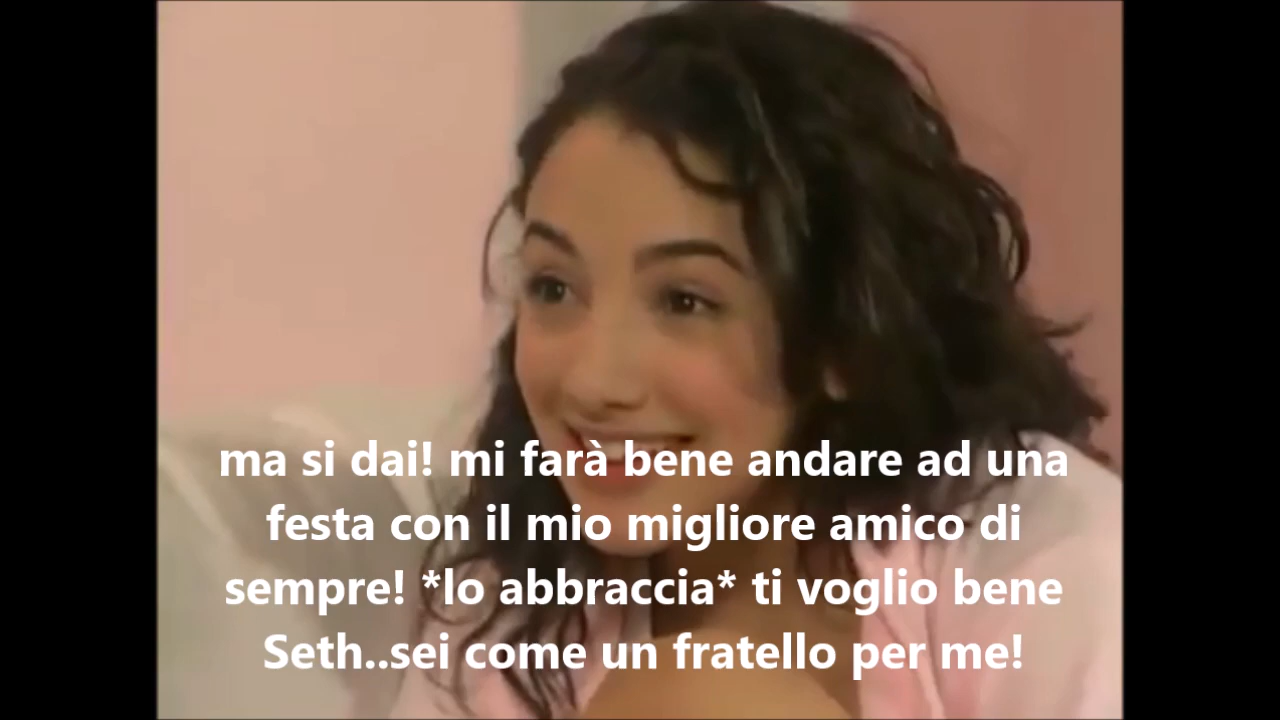 ma si dai! mi farà bene andare ad una
festa con il mio migliore amico di
sempre! *lo abbraccia* ti voglio bene
Seth..sei come un fratello per me!